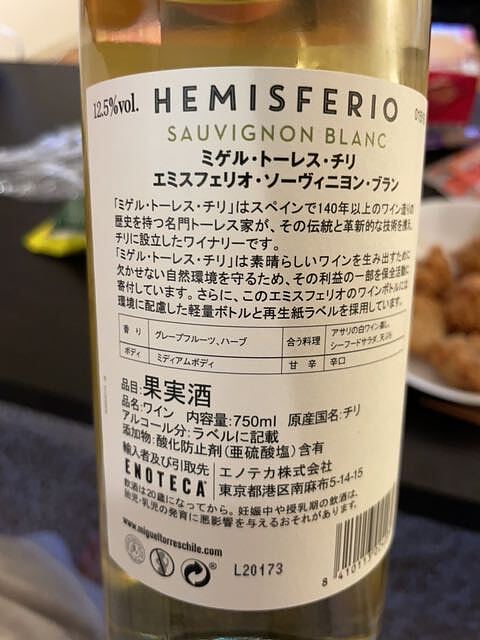 12.5%vol. HEMISFERIO
SAUVIGNON BLANC
ミゲル・トーレス・チリ
エミスフェリオ・ソーヴィニヨン・ブラン
「ミゲル・トーレス・チリ」はスペインで140年以上のワイン造りの
歴史を持つ名門トーレス家が、その伝統と革新的な技術を携え、
チリに設立したワイナリーです。
「ミゲル・トーレス・チリ」は素晴らしいワインを生み出すために
欠かせない自然環境を守るため、その利益の一部を保全活動に
寄付しています。さらに、このエミスフェリオのワインボトルには
環境に配慮した軽量ボトルと再生紙ラベルを採用しています。
香り グレープフルーツ、ハーブ 合う料理 アサリの白ワイン蒸し、シーフードサラダ、天ぷら
ボディ ミディアムボディ 甘辛 辛口
品目:果実酒
品名:ワイン 内容量:750ml 原産国名:チリ
アルコール分:ラベルに記載
添加物:酸化防止剤(亜硫酸塩)含有
輸入者及び引取先 エノテカ株式会社
ENOTECA 東京都港区南麻布5-14-15
飲酒は20歳になってから。妊娠中や授乳期の飲酒は、
胎児・乳児の発育に悪影響を与えるおそれがあります。
www.migueltorreschile.com
L20173